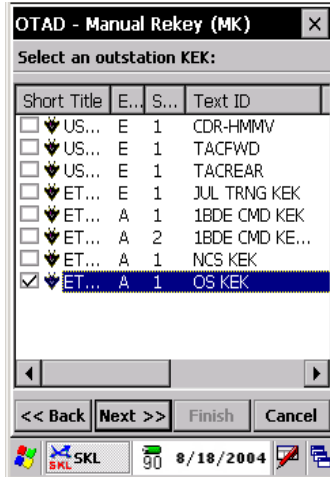 OTAD - Manual Rekey (MK)
Select an outstation KEK:
Short Title E... S... Text ID
US... E 1 CDR-HMMV
US... E 1 TACFWD
US... E 1 TACREAR
ET... E 1 JUL TRNG KEK
ET... A 1 1BDE CMD KEK
ET... A 2 1BDE CMD KE...
ET... A 1 NCS KEK
ET... A 1 OS KEK
<< Back Next >> Finish Cancel
SKL SKL 90 8/18/2004